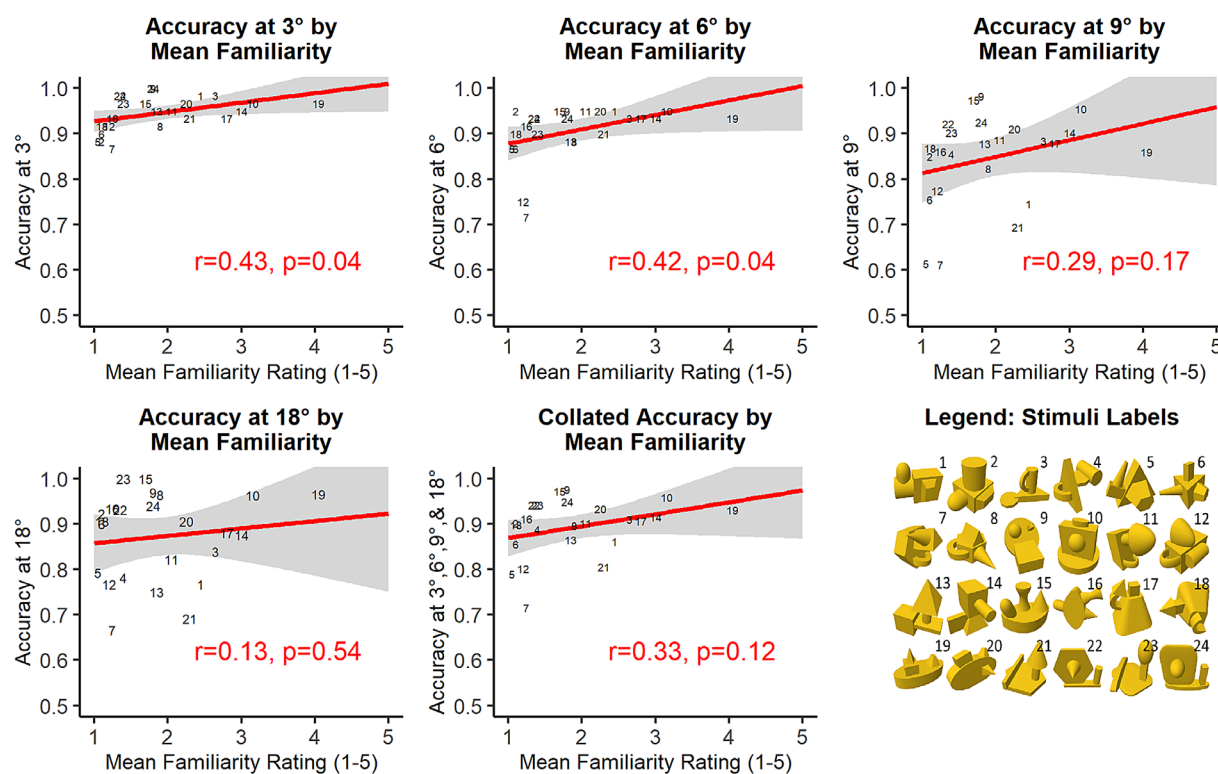 Accuracy at 3° by
Mean Familiarity
Accuracy at 3°
1.0
0.9
0.8
0.7
0.6
0.5
r=0.43, p=0.04
1 2 3 4 5
Mean Familiarity Rating (1-5)
Accuracy at 6° by
Mean Familiarity
Accuracy at 6°
1.0
0.9
0.8
0.7
0.6
0.5
r=0.42, p=0.04
1 2 3 4 5
Mean Familiarity Rating (1-5)
Accuracy at 9° by
Mean Familiarity
Accuracy at 9°
1.0
0.9
0.8
0.7
0.6
0.5
r=0.29, p=0.17
1 2 3 4 5
Mean Familiarity Rating (1-5)
Accuracy at 18° by
Mean Familiarity
Accuracy at 18°
1.0
0.9
0.8
0.7
0.6
0.5
r=0.13, p=0.54
1 2 3 4 5
Mean Familiarity Rating (1-5)
Collated Accuracy by
Mean Familiarity
Accuracy at 3°,6°,9°,& 18°
1.0
0.9
0.8
0.7
0.6
0.5
r=0.33, p=0.12
1 2 3 4 5
Mean Familiarity Rating (1-5)
Legend: Stimuli Labels
1 2 3 4 5 6
7 8 9 10 11 12
13 14 15 16 17 18
19 20 21 22 23 24